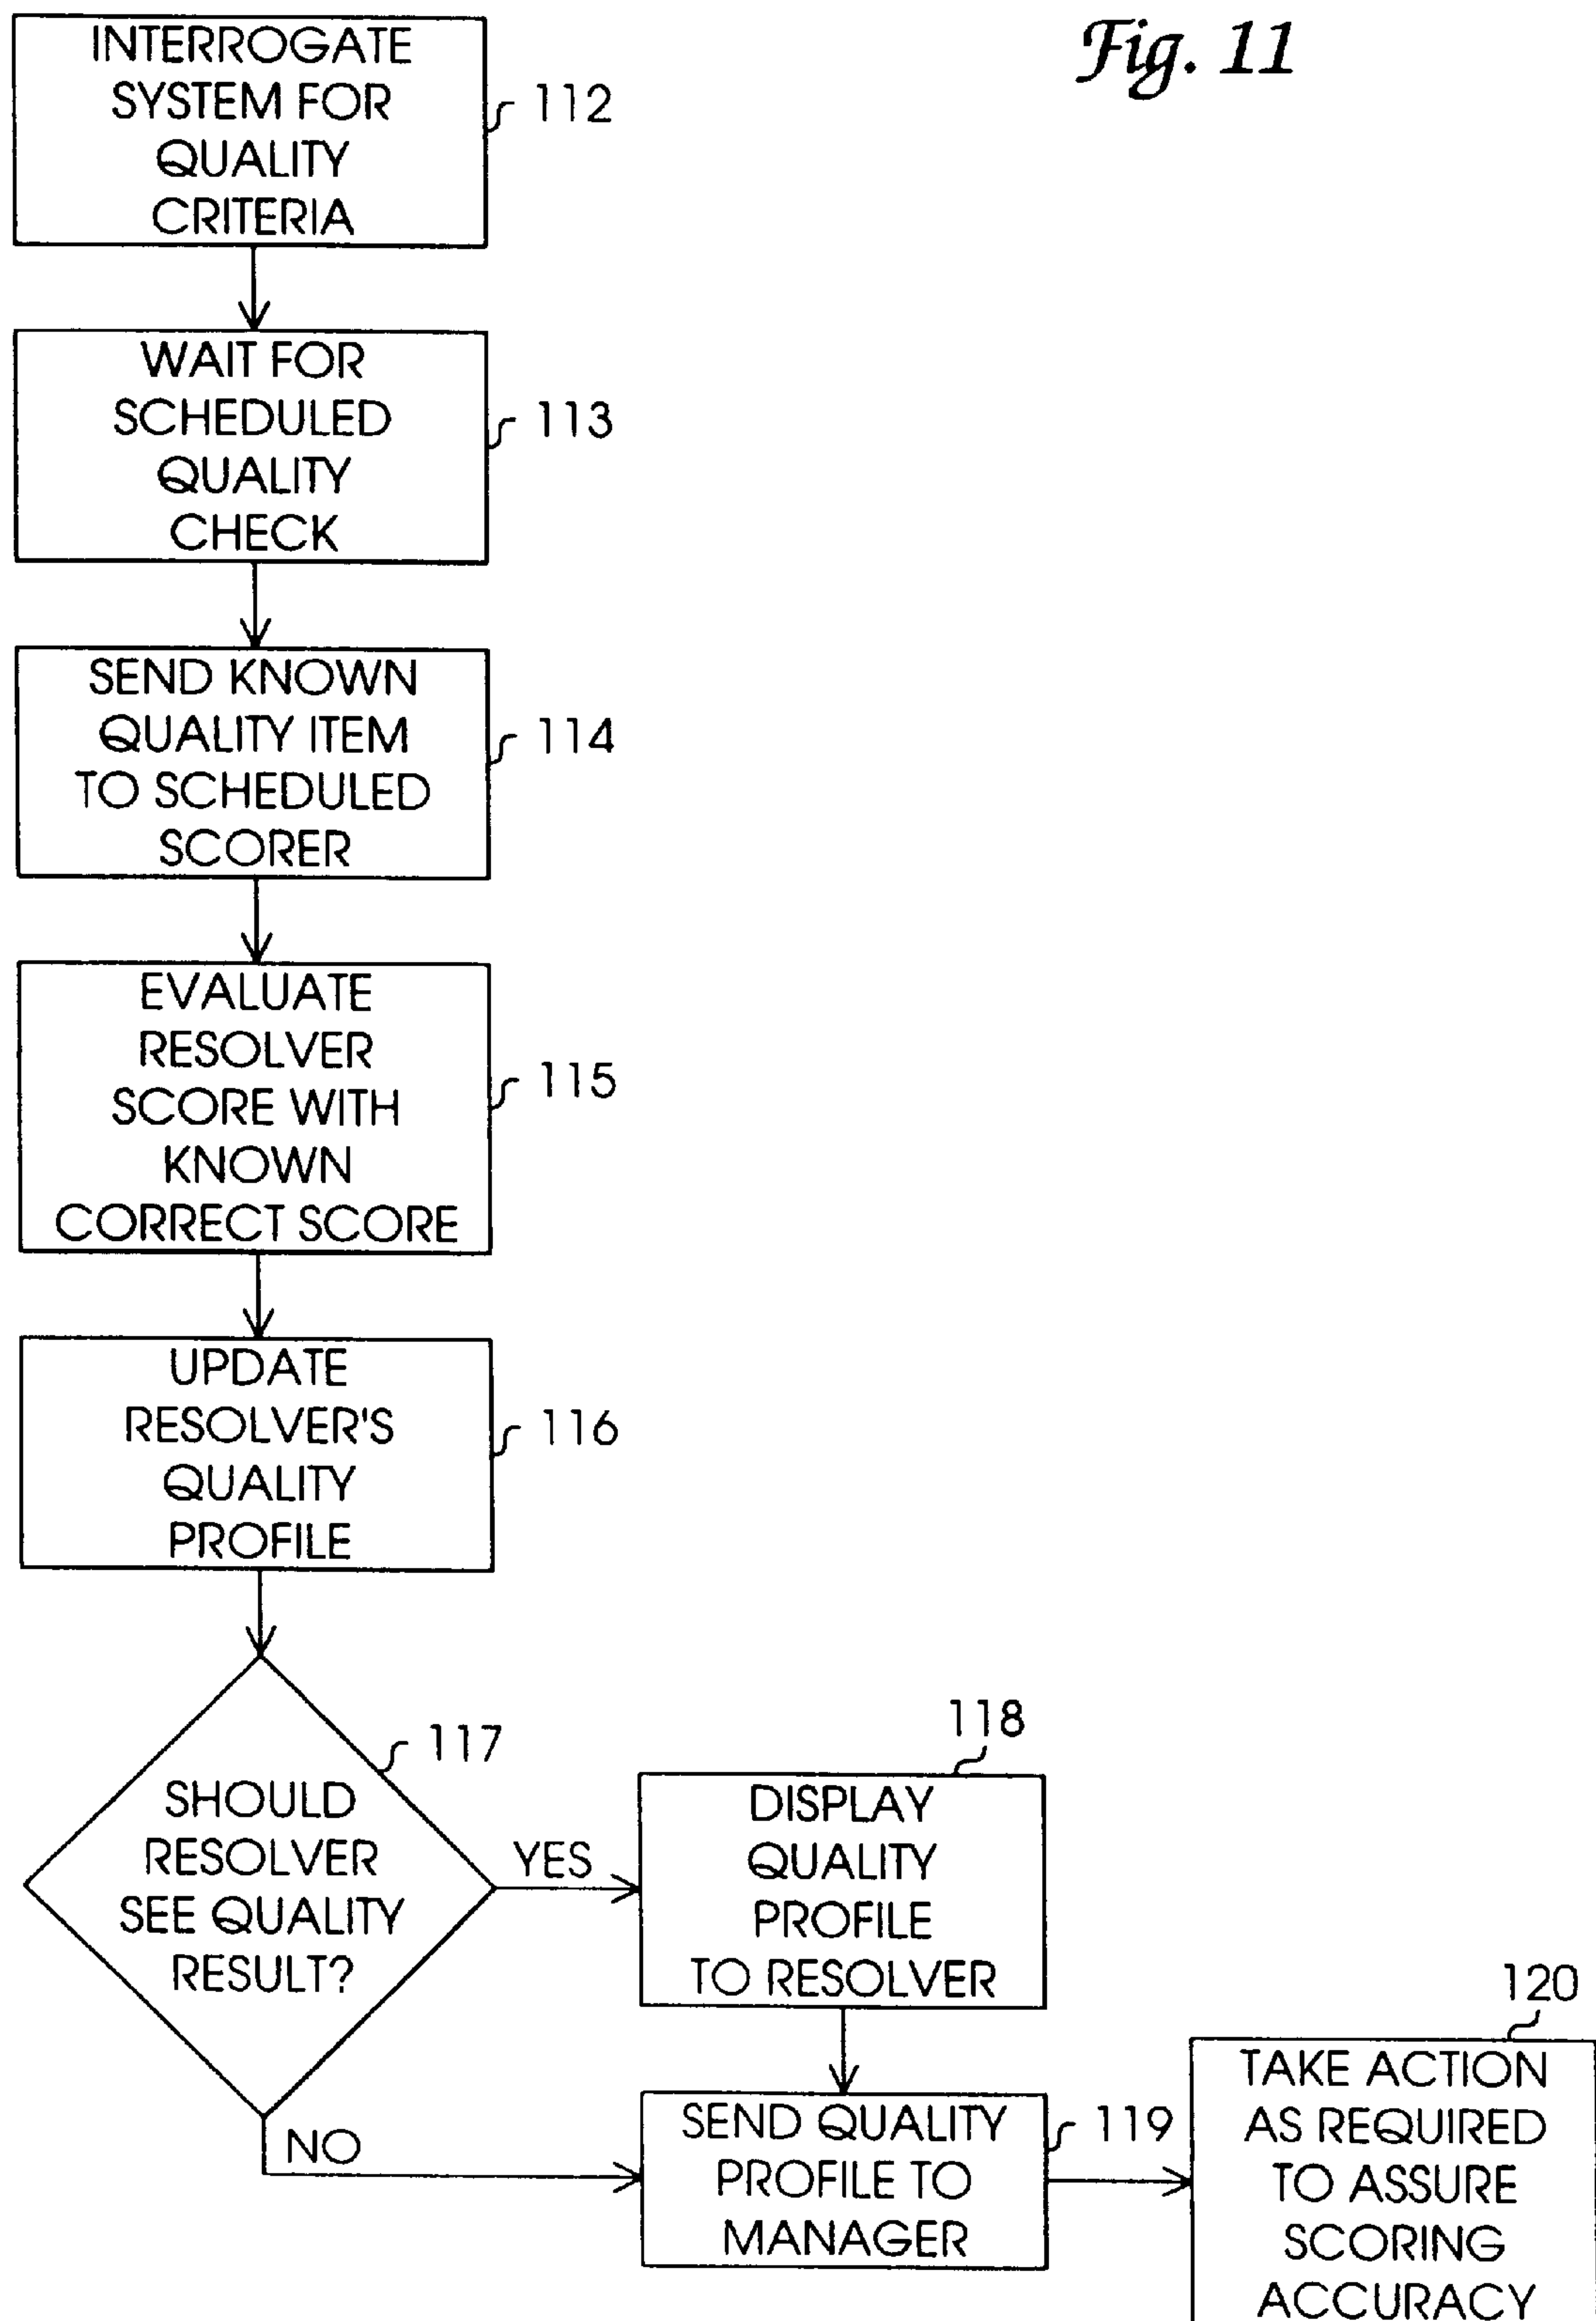 Fig. 11
INTERROGATE
SYSTEM FOR
QUALITY
CRITERIA
112
WAIT FOR
SCHEDULED
QUALITY
CHECK
113
SEND KNOWN
QUALITY ITEM
TO SCHEDULED
SCORER
114
EVALUATE
RESOLVER
SCORE WITH
KNOWN
CORRECT SCORE
115
UPDATE
RESOLVER'S
QUALITY
PROFILE
116
117
SHOULD
RESOLVER
SEE QUALITY
RESULT?
YES
NO
118
DISPLAY
QUALITY
PROFILE
TO RESOLVER
SEND QUALITY
PROFILE TO
MANAGER
119
120
TAKE ACTION
AS REQUIRED
TO ASSURE
SCORING
ACCURACY